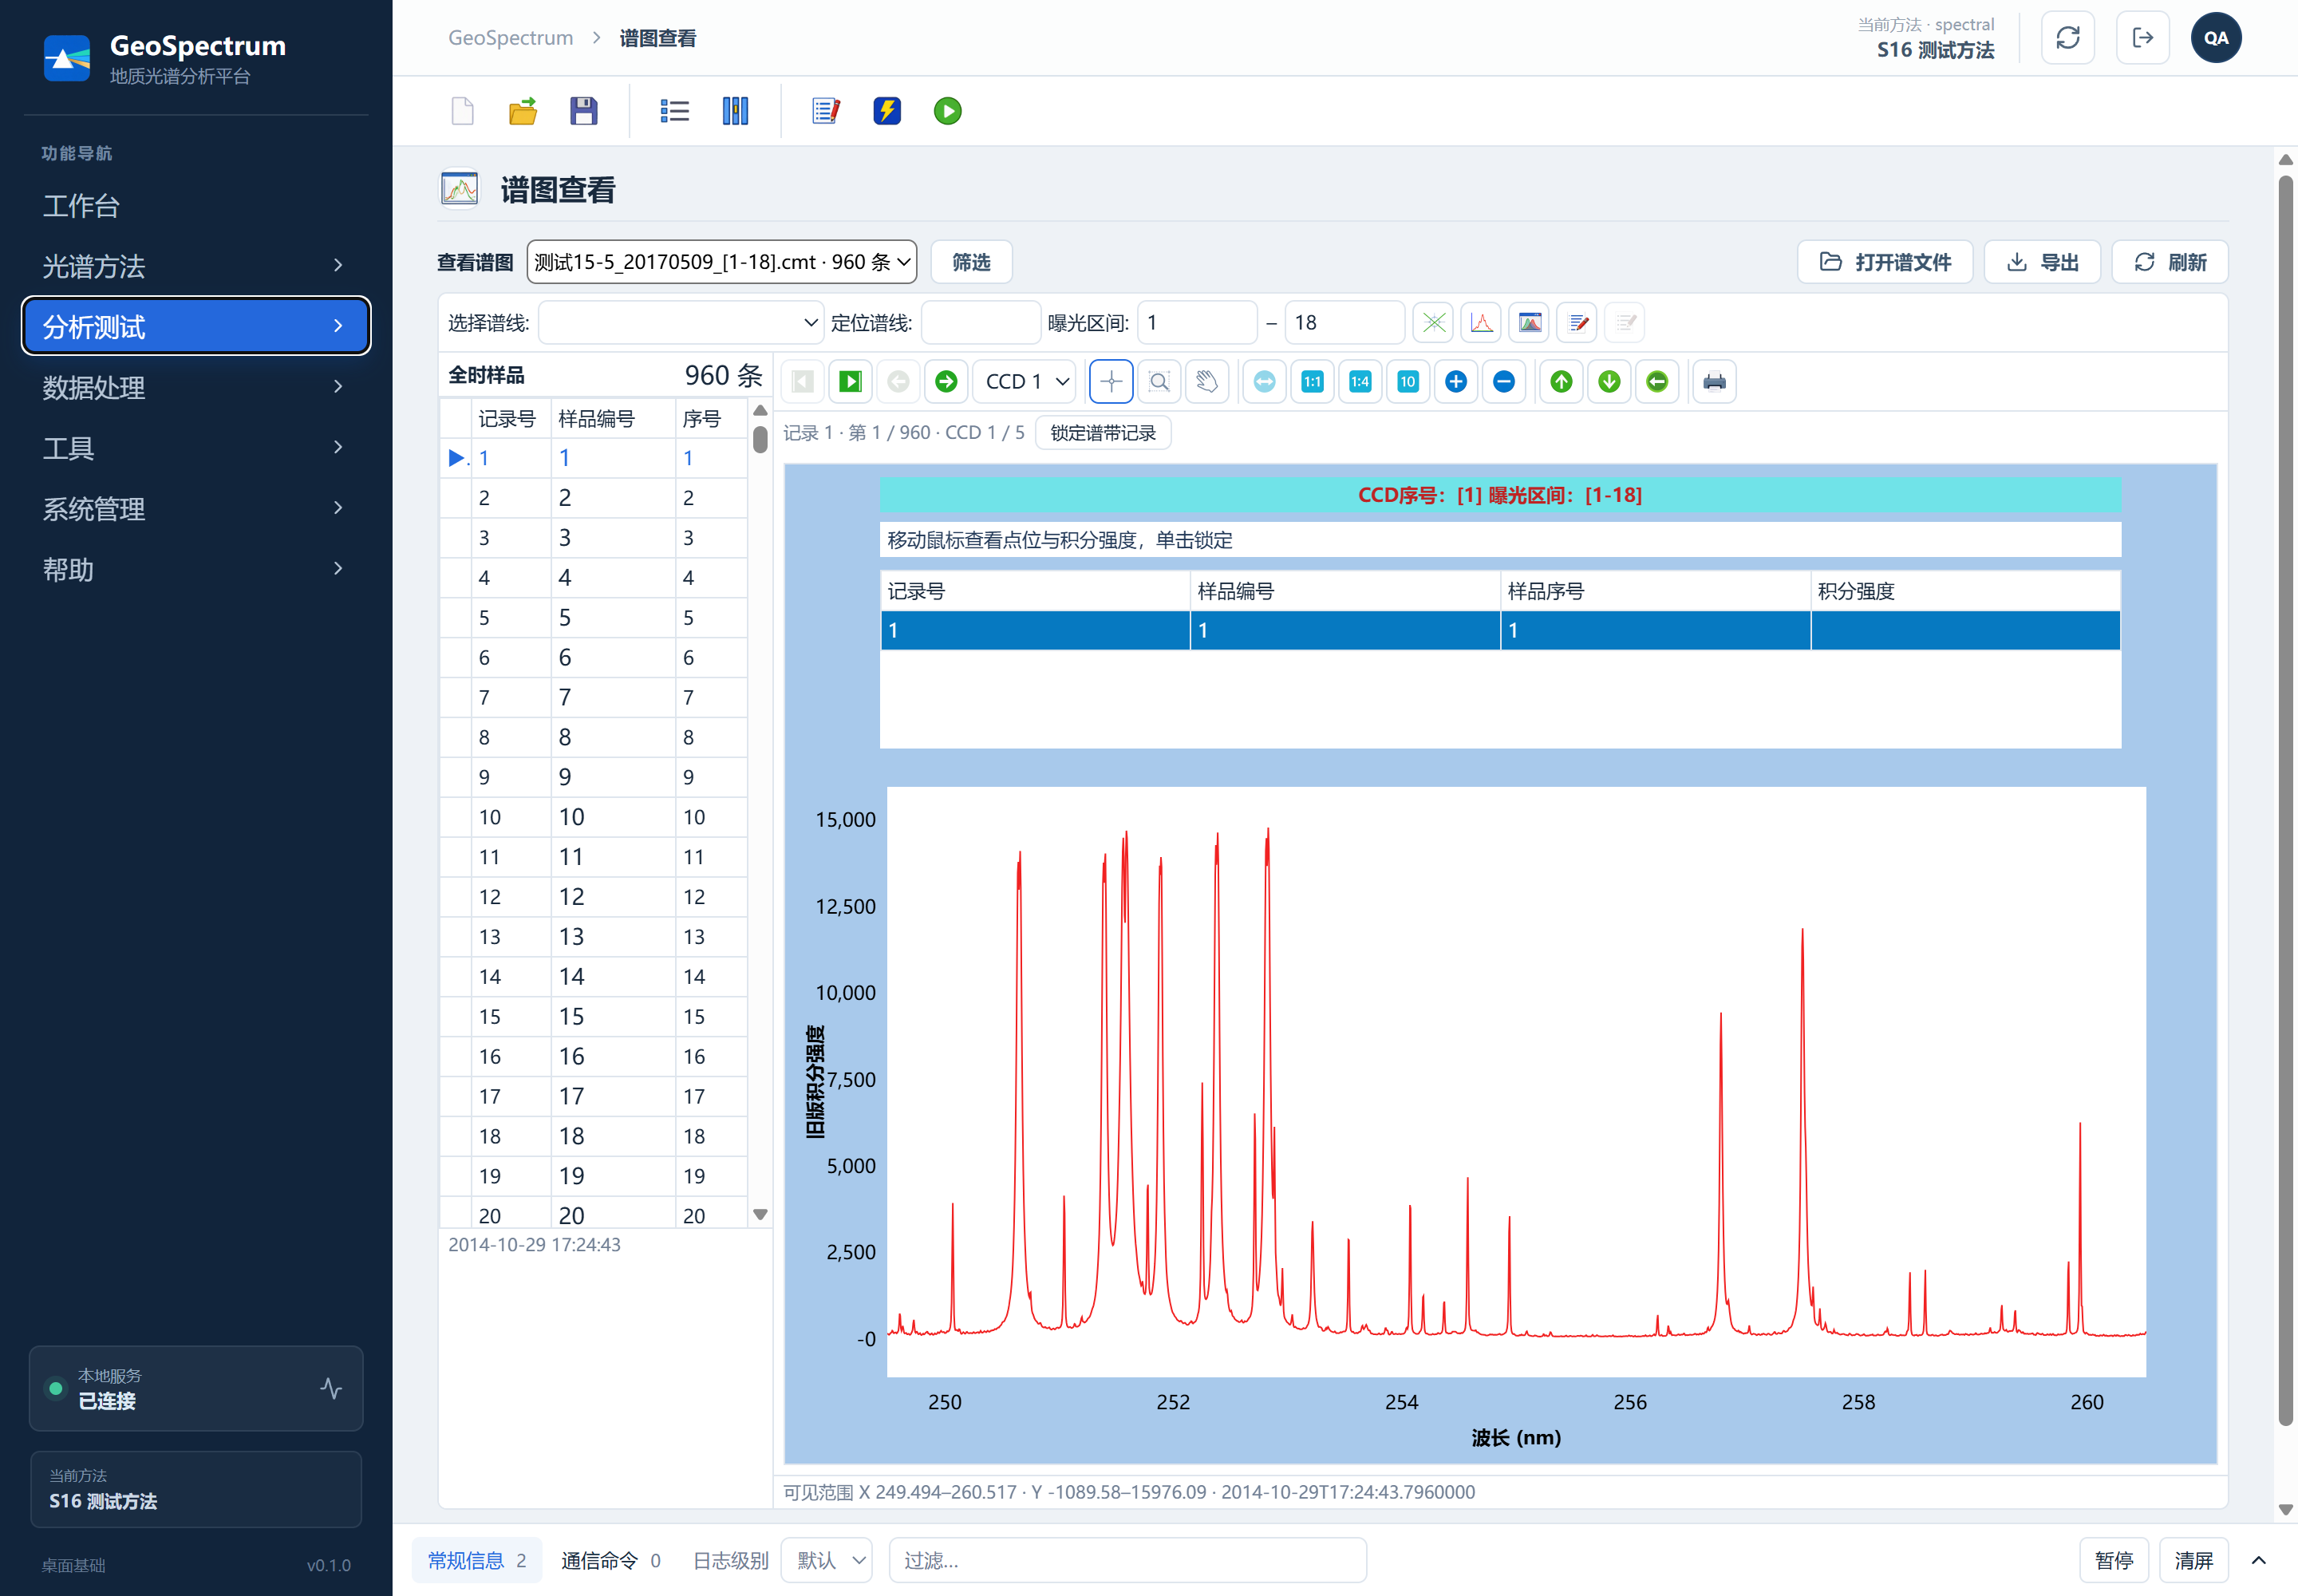 GeoSpectrum
地质光谱分析平台
功能导航
工作台
光谱方法
分析测试
数据处理
工具
系统管理
帮助
本地服务
已连接
当前方法
S16 测试方法
桌面基础 v0.1.0
GeoSpectrum > 谱图查看
当前方法 · spectral
S16 测试方法
QA
谱图查看
查看谱图 测试15-5_20170509_[1-18].cmt · 960 条 筛选 打开谱文件 导出 刷新
选择谱线: 定位谱线: 曝光区间: 1 – 18
全时样品 960 条
CCD 1 1:1 1:4 10
记录号 样品编号 序号
1 1 1
2 2 2
3 3 3
4 4 4
5 5 5
6 6 6
7 7 7
8 8 8
9 9 9
10 10 10
11 11 11
12 12 12
13 13 13
14 14 14
15 15 15
16 16 16
17 17 17
18 18 18
19 19 19
20 20 20
2014-10-29 17:24:43
记录 1 · 第 1 / 960 · CCD 1 / 5 锁定谱带记录
CCD序号: [1] 曝光区间: [1-18]
移动鼠标查看点位与积分强度，单击锁定
记录号 样品编号 样品序号 积分强度
1 1 1
15,000
12,500
10,000
7,500
5,000
2,500
-0
旧版积分强度
250 252 254 256 258 260
波长 (nm)
可见范围 X 249.494–260.517 · Y -1089.58–15976.09 · 2014-10-29T17:24:43.7960000
常规信息 2 通信命令 0 日志级别 默认 过滤... 暂停 清屏